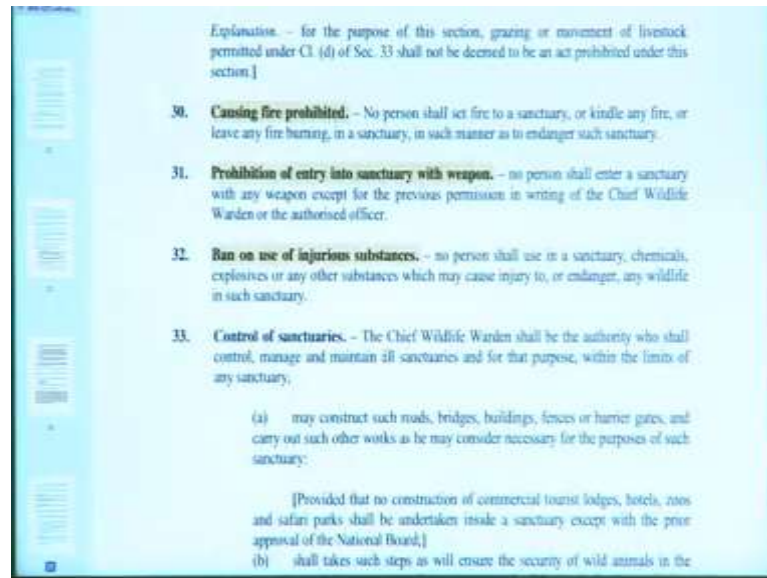 Explanation. – for the purpose of this section, grazing or movement of livestock
permitted under Cl. (d) of Sec. 33 shall not be deemed to be an act prohibited under this
section.]
30. Causing fire prohibited. – No person shall set fire to a sanctuary, or kindle any fire, or
leave any fire burning, in a sanctuary, in such manner as to endanger such sanctuary.
31. Prohibition of entry into sanctuary with weapon. – no person shall enter a sanctuary
with any weapon except for the previous permission in writing of the Chief Wildlife
Warden or the authorised officer.
32. Ban on use of injurious substances. – no person shall use in a sanctuary, chemicals,
explosives or any other substances which may cause injury to, or endanger, any wildlife
in such sanctuary.
33. Control of sanctuaries. – The Chief Wildlife Warden shall be the authority who shall
control, manage and maintain all sanctuaries and for that purpose, within the limits of
any sanctuary,
(a) may construct such roads, bridges, buildings, fences or barrier gates, and
carry out such other works as he may consider necessary for the purposes of such
sanctuary:
[Provided that no construction of commercial tourist lodges, hotels, zoos
and safari parks shall be undertaken inside a sanctuary except with the prior
approval of the National Board;]
(b) shall takes such steps as will ensure the security of wild animals in the